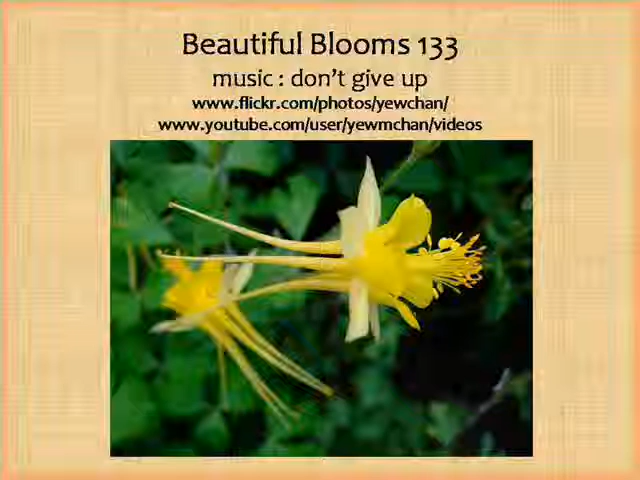 Beautiful Blooms 133
music : don't give up
www.flickr.com/photos/yewchan/
www.youtube.com/user/yewmchan/videos